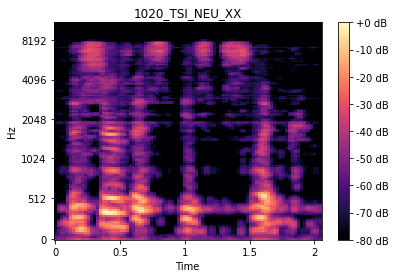 1020_TSI_NEU_XX
Hz
8192
4096
2048
1024
512
0
0
0.5
1
1.5
2
Time
+0 dB
-10 dB
-20 dB
-30 dB
-40 dB
-50 dB
-60 dB
-70 dB
-80 dB